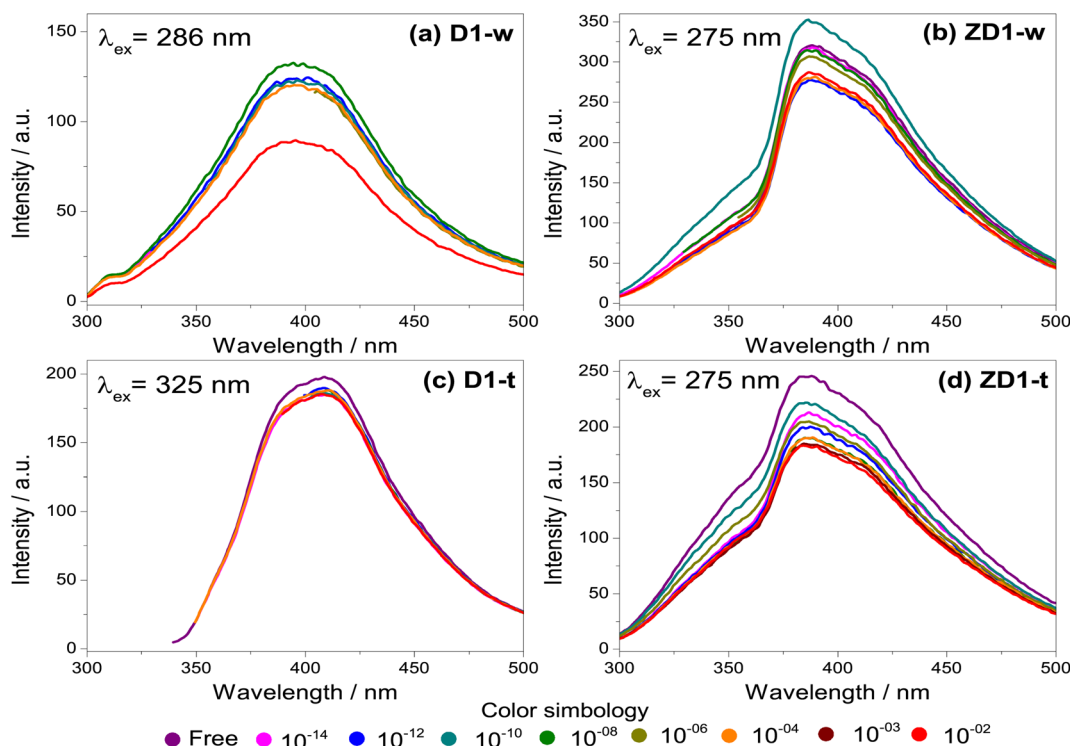 (a) D1-w
λex= 286 nm
Intensity / a.u.
150
100
50
0
300 350 400 450 500
Wavelength / nm
(b) ZD1-w
λex= 275 nm
Intensity / a.u.
350
300
250
200
150
100
50
0
300 350 400 450 500
Wavelength / nm
(c) D1-t
λex= 325 nm
Intensity / a.u.
200
150
100
50
0
300 350 400 450 500
Wavelength / nm
(d) ZD1-t
λex= 275 nm
Intensity / a.u.
250
200
150
100
50
0
300 350 400 450 500
Wavelength / nm
Color simbology
Free 10-14 10-12 10-10 10-08 10-06 10-04 10-03 10-02